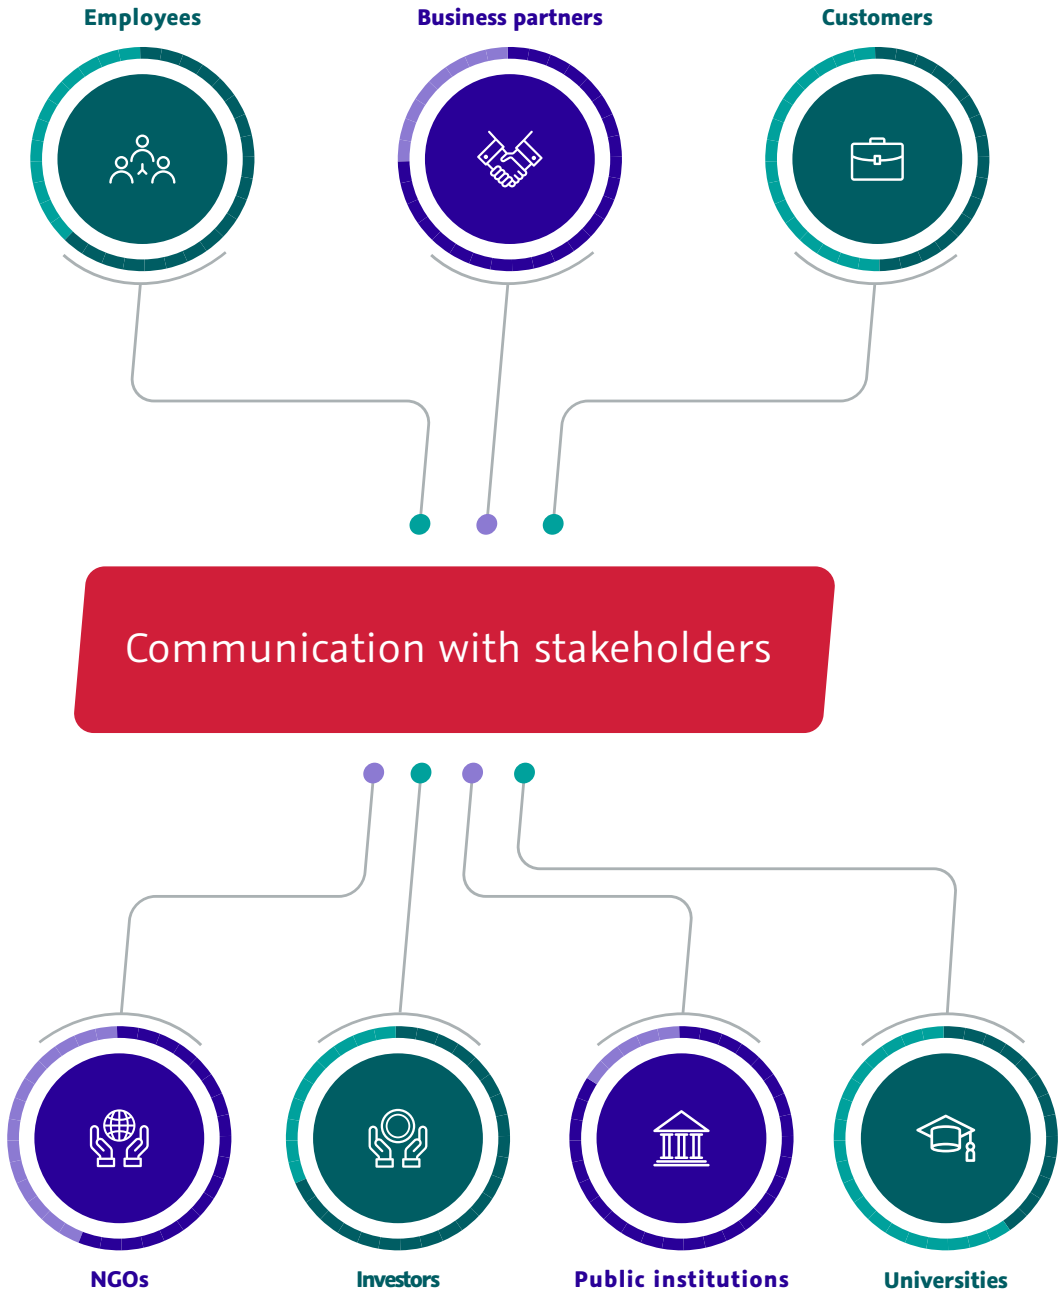 Employees
Business partners
Customers
Communication with stakeholders
NGOs
Investors
Public institutions
Universities